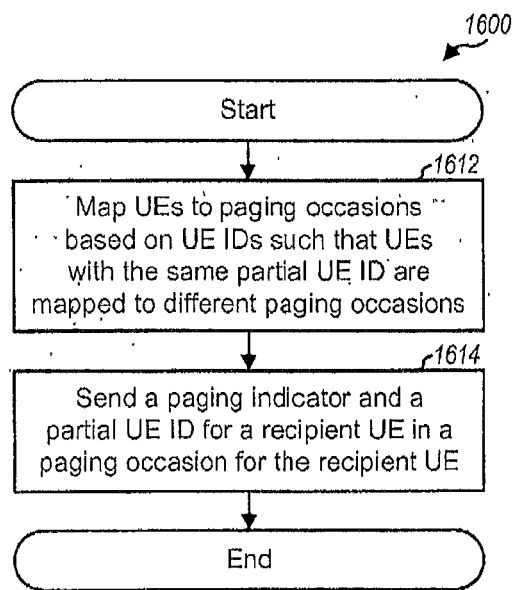 1600
Start
1612
Map UEs to paging occasions
based on UE IDs such that UEs
with the same partial UE ID are
mapped to different paging occasions
1614
Send a paging indicator and a
partial UE ID for a recipient UE in a
paging occasion for the recipient UE
End